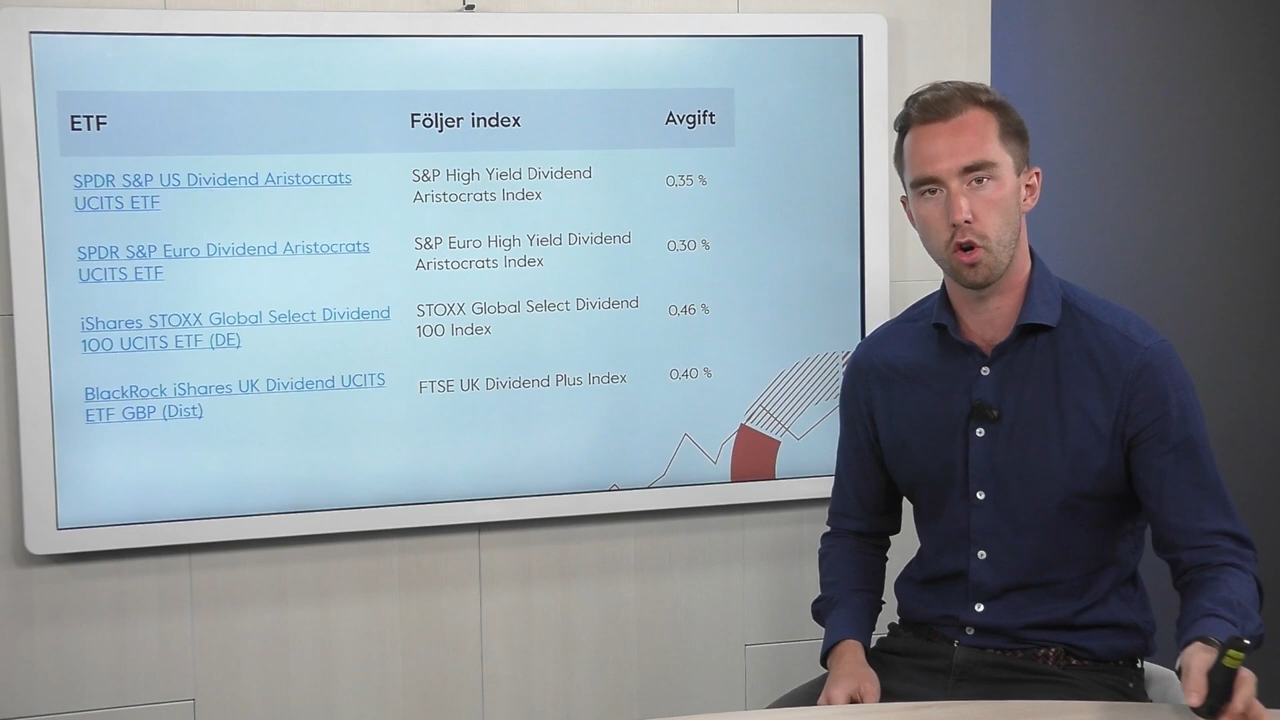 ETF Följer index Avgift
SPDR S&P US Dividend Aristocrats
UCITS ETF
S&P High Yield Dividend
Aristocrats Index
0,35 %
SPDR S&P Euro Dividend Aristocrats
UCITS ETF
S&P Euro High Yield Dividend
Aristocrats Index
0,30 %
iShares STOXX Global Select Dividend
100 UCITS ETF (DE)
STOXX Global Select Dividend
100 Index
0,46 %
BlackRock iShares UK Dividend UCITS
ETF GBP (Dist)
FTSE UK Dividend Plus Index
0,40 %